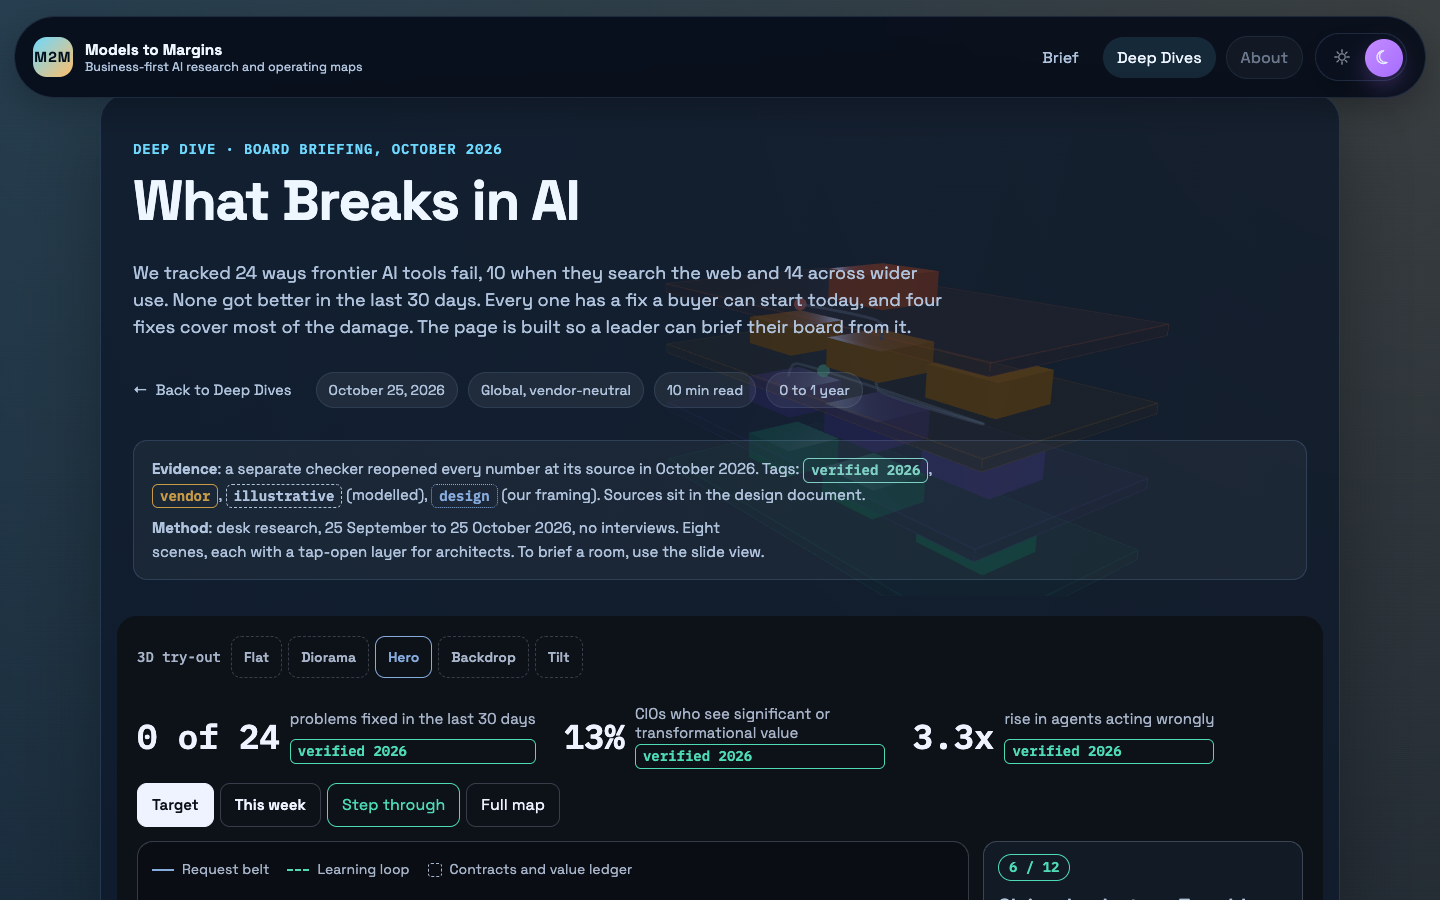 M2M
Models to Margins
Business-first AI research and operating maps
Brief
Deep Dives
About
DEEP DIVE · BOARD BRIEFING, OCTOBER 2026
What Breaks in AI
We tracked 24 ways frontier AI tools fail, 10 when they search the web and 14 across wider
use. None got better in the last 30 days. Every one has a fix a buyer can start today, and four
fixes cover most of the damage. The page is built so a leader can brief their board from it.
← Back to Deep Dives
October 25, 2026
Global, vendor-neutral
10 min read
0 to 1 year
Evidence: a separate checker reopened every number at its source in October 2026. Tags: verified 2026,
vendor, illustrative (modelled), design (our framing). Sources sit in the design document.
Method: desk research, 25 September to 25 October 2026, no interviews. Eight
scenes, each with a tap-open layer for architects. To brief a room, use the slide view.
3D try-out
Flat
Diorama
Hero
Backdrop
Tilt
0 of 24
problems fixed in the last 30 days
verified 2026
13%
CIOs who see significant or
transformational value
verified 2026
3.3x
rise in agents acting wrongly
verified 2026
Target
This week
Step through
Full map
Request belt
Learning loop
Contracts and value ledger
6 / 12